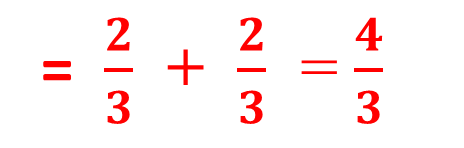 = 2/3 + 2/3 = 4/3